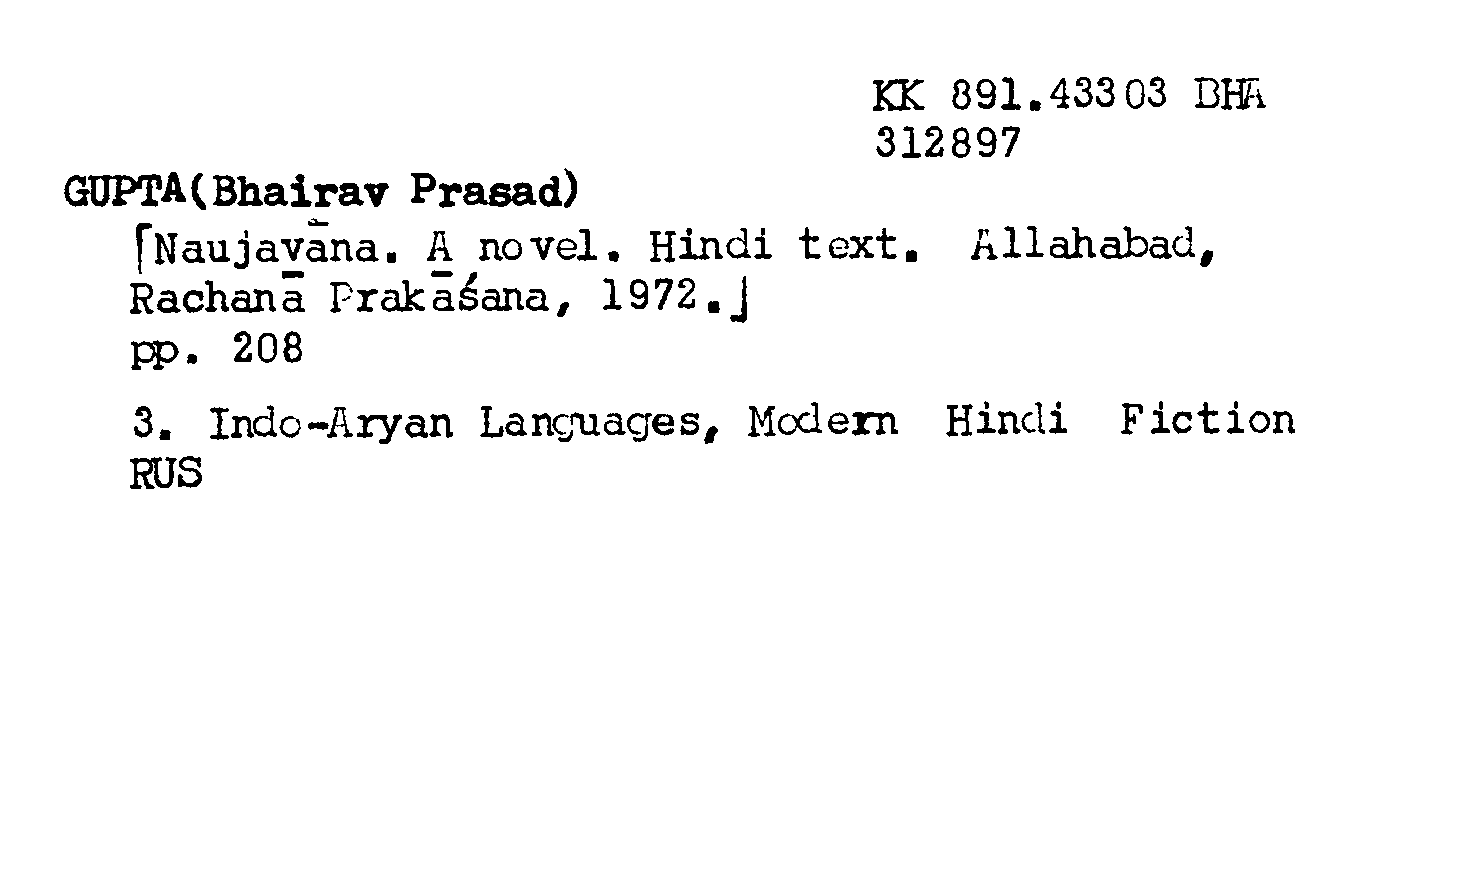 KK 891.43303 BHA
312897
GUPTA(Bhairav Prasad)
⌈Naujavāna. A novel. Hindi text. Allahabad,
Rachanā Prakāśana, 1972.⌋
pp. 208
3. Indo-Aryan Languages, Modern Hindi Fiction
RUS